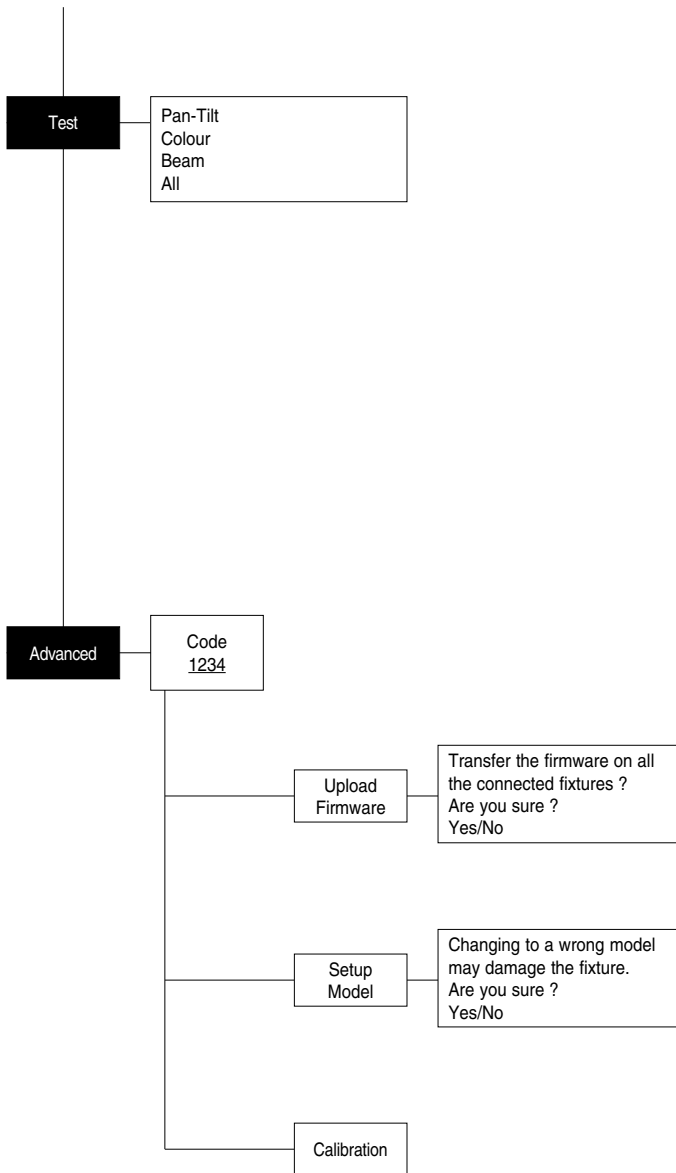 Test
Pan-Tilt
Colour
Beam
All
Advanced
Code
1234
Upload
Firmware
Transfer the firmware on all
the connected fixtures ?
Are you sure ?
Yes/No
Setup
Model
Changing to a wrong model
may damage the fixture.
Are you sure ?
Yes/No
Calibration